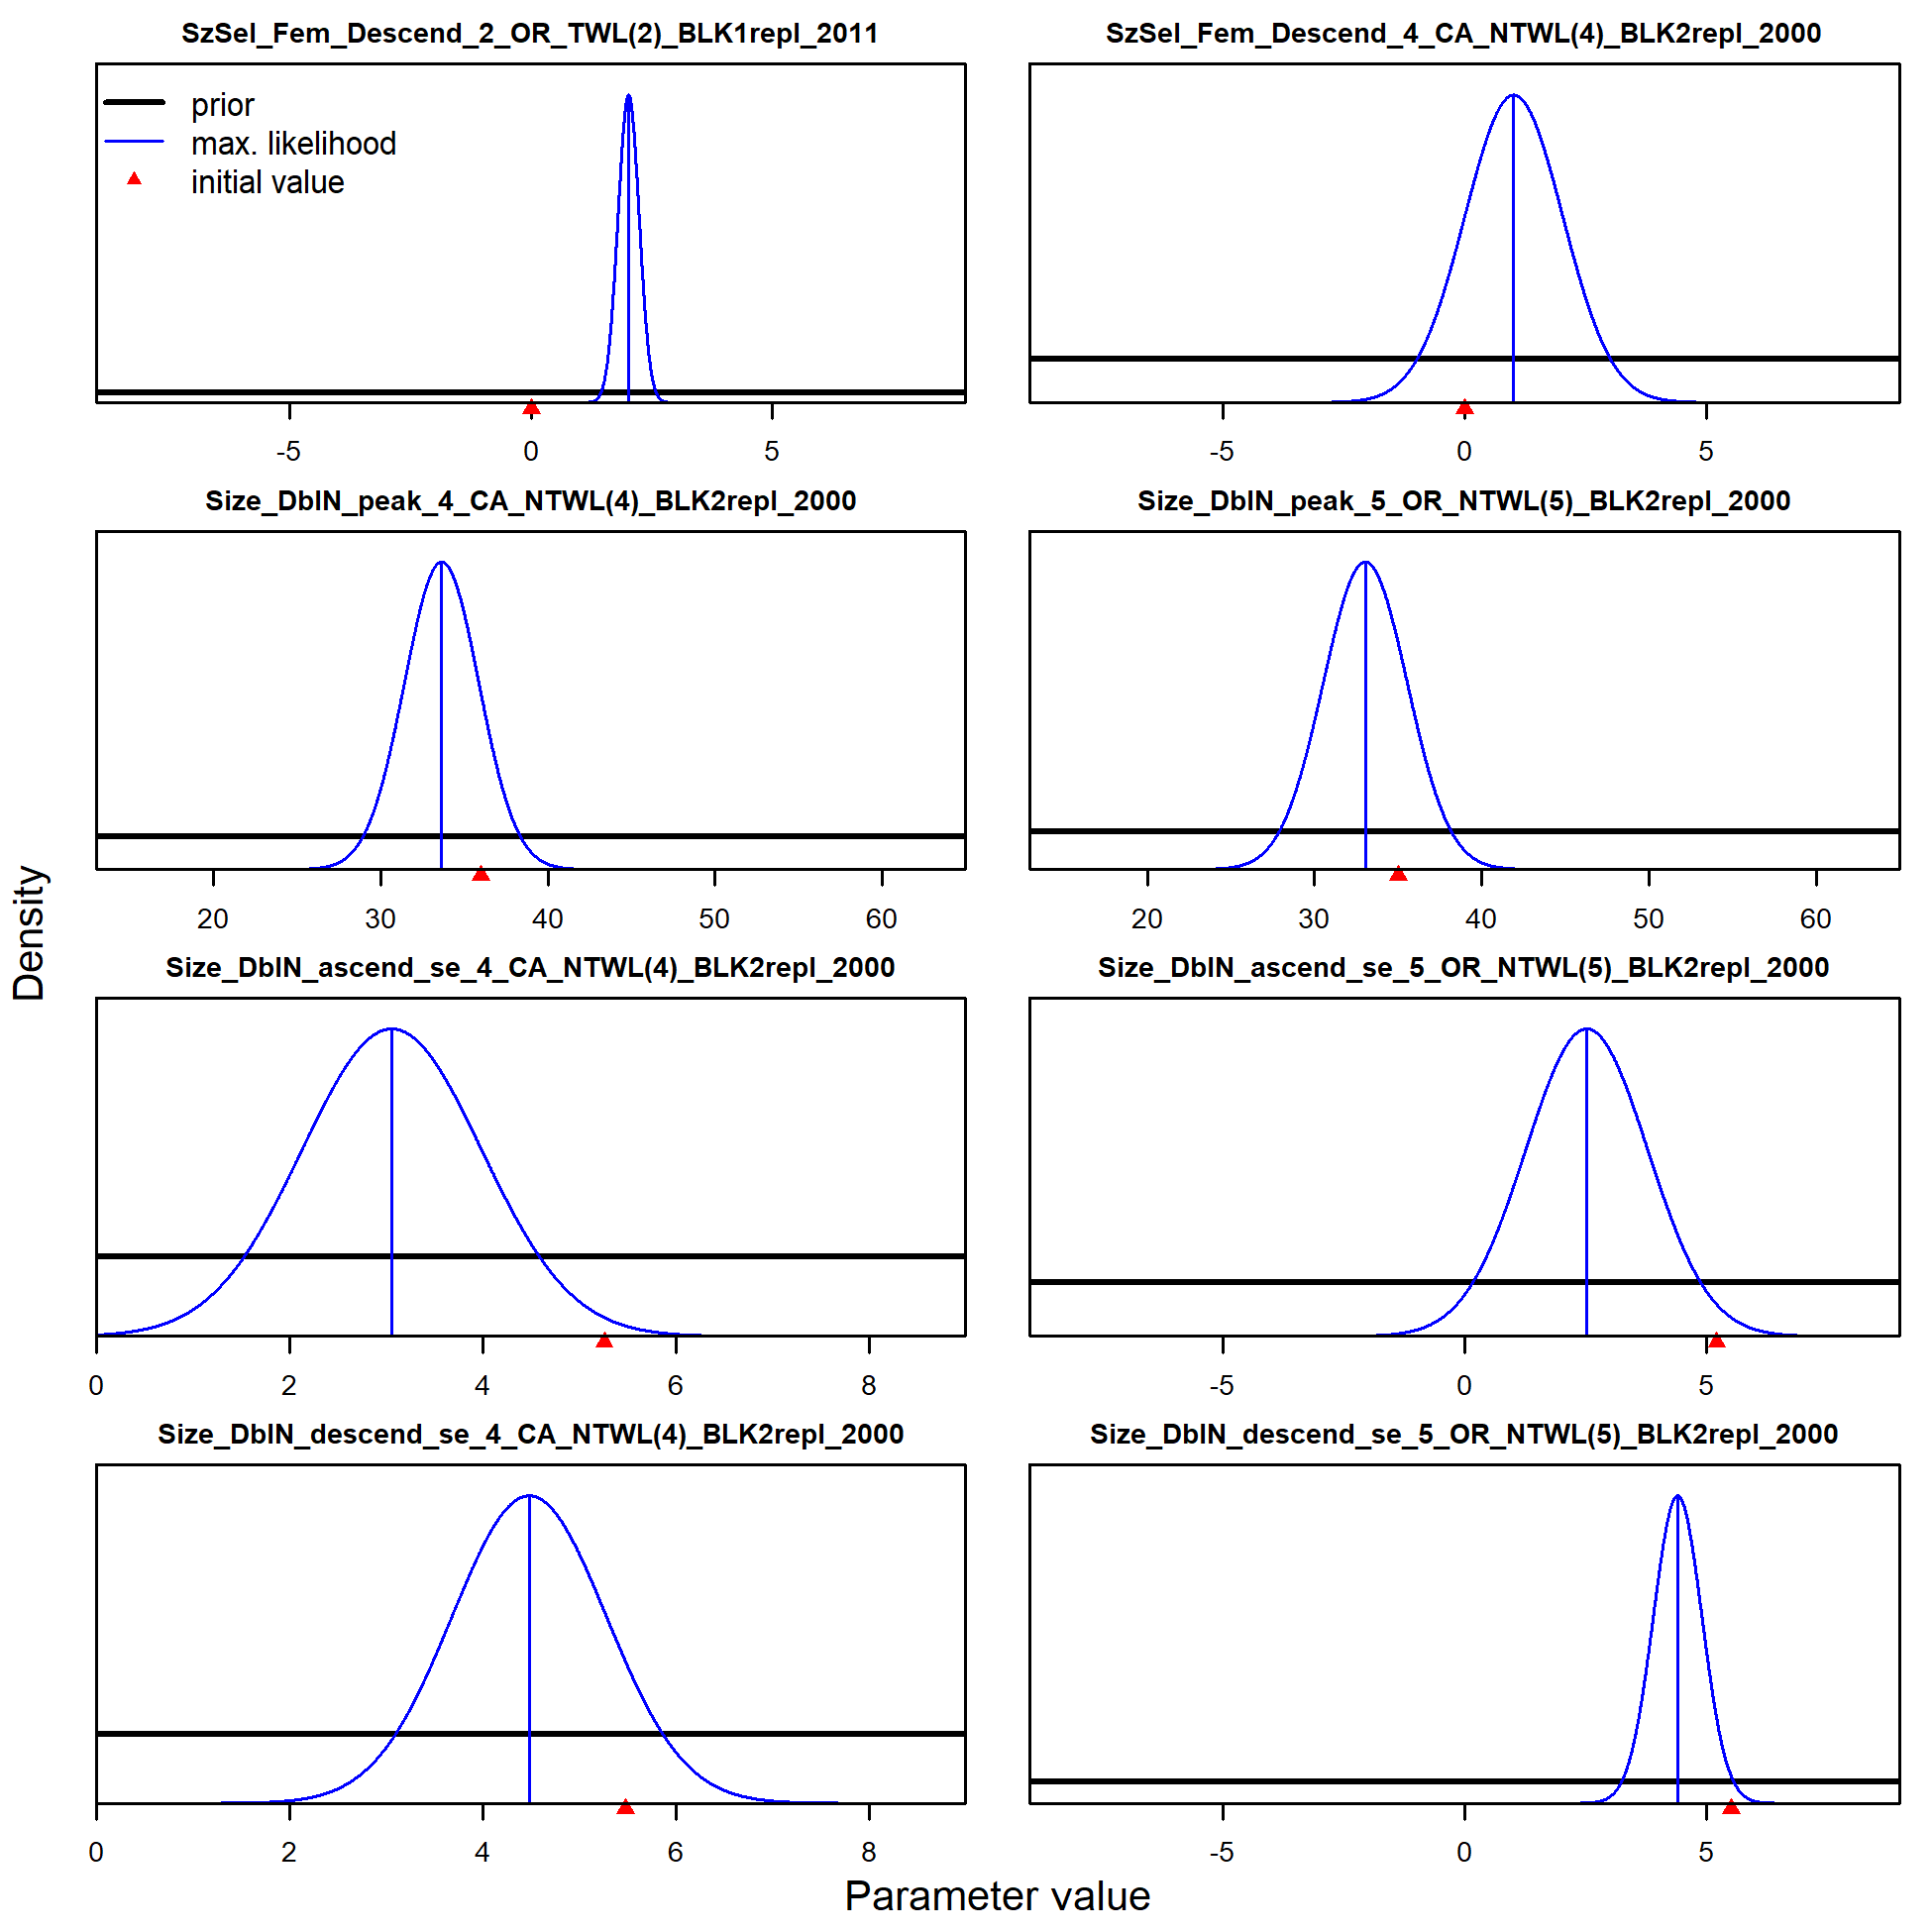 SzSel_Fem_Descend_2_OR_TWL(2)_BLK1repl_2011
prior
max. likelihood
initial value
-5 0 5
SzSel_Fem_Descend_4_CA_NTWL(4)_BLK2repl_2000
-5 0 5
Size_DblN_peak_4_CA_NTWL(4)_BLK2repl_2000
20 30 40 50 60
Size_DblN_peak_5_OR_NTWL(5)_BLK2repl_2000
20 30 40 50 60
Size_DblN_ascend_se_4_CA_NTWL(4)_BLK2repl_2000
0 2 4 6 8
Size_DblN_ascend_se_5_OR_NTWL(5)_BLK2repl_2000
-5 0 5
Size_DblN_descend_se_4_CA_NTWL(4)_BLK2repl_2000
0 2 4 6 8
Size_DblN_descend_se_5_OR_NTWL(5)_BLK2repl_2000
-5 0 5
Density
Parameter value